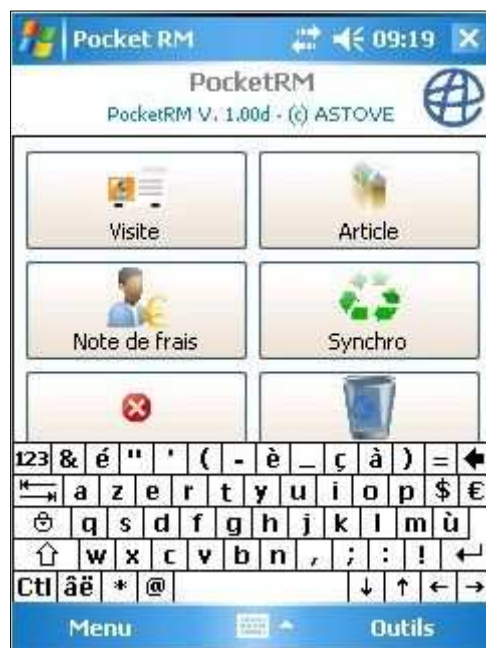 Pocket RM 09:19
PocketRM
PocketRM V. 1.00d - (c) ASTOVE
Visite Article
Note de frais Synchro
123 & é " ' ( - è _ ç à ) =
a z e r t y u i o p $ €
q s d f g h j k l m ù
w x c v b n , ; : !
Ctl âë * @ ↓ ↑ ← →
Menu Outils